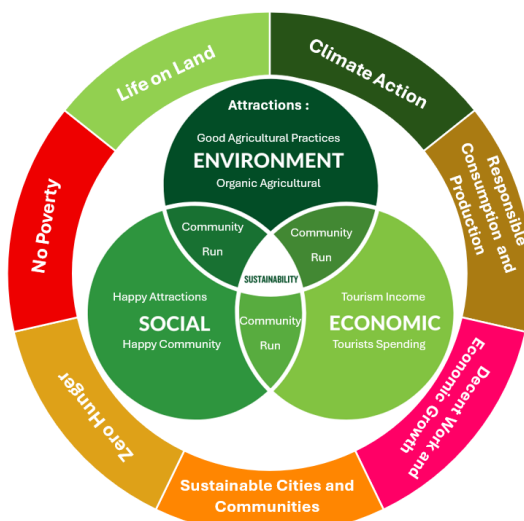 Life on Land
Climate Action
Responsible
Consumption and
Production
Decent Work and
Economic Growth
Sustainable Cities and
Communities
Zero Hunger
No Poverty
Attractions :
Good Agricultural Practices
ENVIRONMENT
Organic Agricultural
Community
Run
Community
Run
SUSTAINABILITY
Happy Attractions
SOCIAL
Happy Community
Community
Run
Tourism Income
ECONOMIC
Tourists Spending